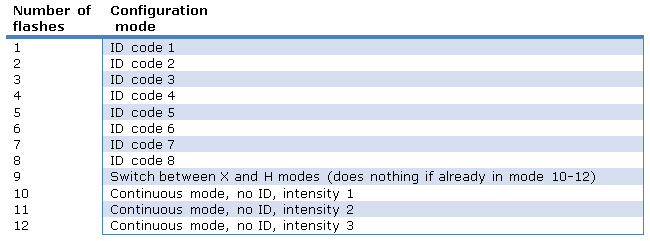 Number of flashes Configuration mode
1 ID code 1
2 ID code 2
3 ID code 3
4 ID code 4
5 ID code 5
6 ID code 6
7 ID code 7
8 ID code 8
9 Switch between X and H modes (does nothing if already in mode 10-12)
10 Continuous mode, no ID, intensity 1
11 Continuous mode, no ID, intensity 2
12 Continuous mode, no ID, intensity 3